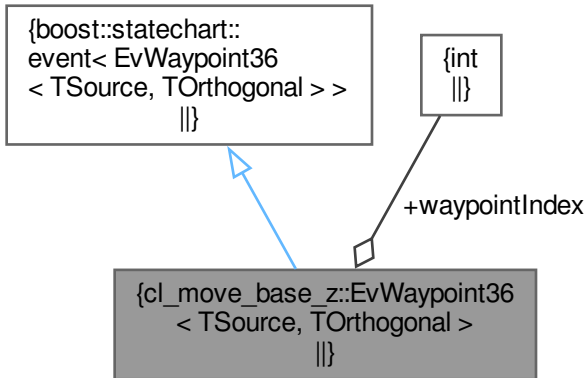 {boost::statechart::
event< EvWaypoint36
< TSource, TOrthogonal > >
||}
{int
||}
+waypointIndex
{cl_move_base_z::EvWaypoint36
< TSource, TOrthogonal >
||}